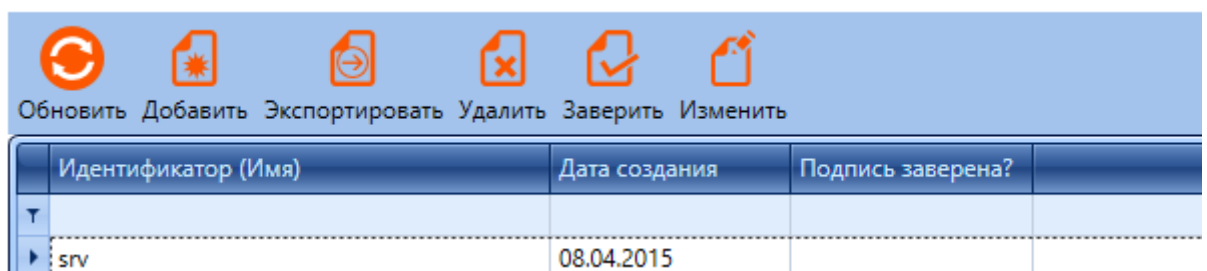 Обновить Добавить Экспортировать Удалить Заверить Изменить
Идентификатор (Имя) Дата создания Подпись заверена?
srv 08.04.2015